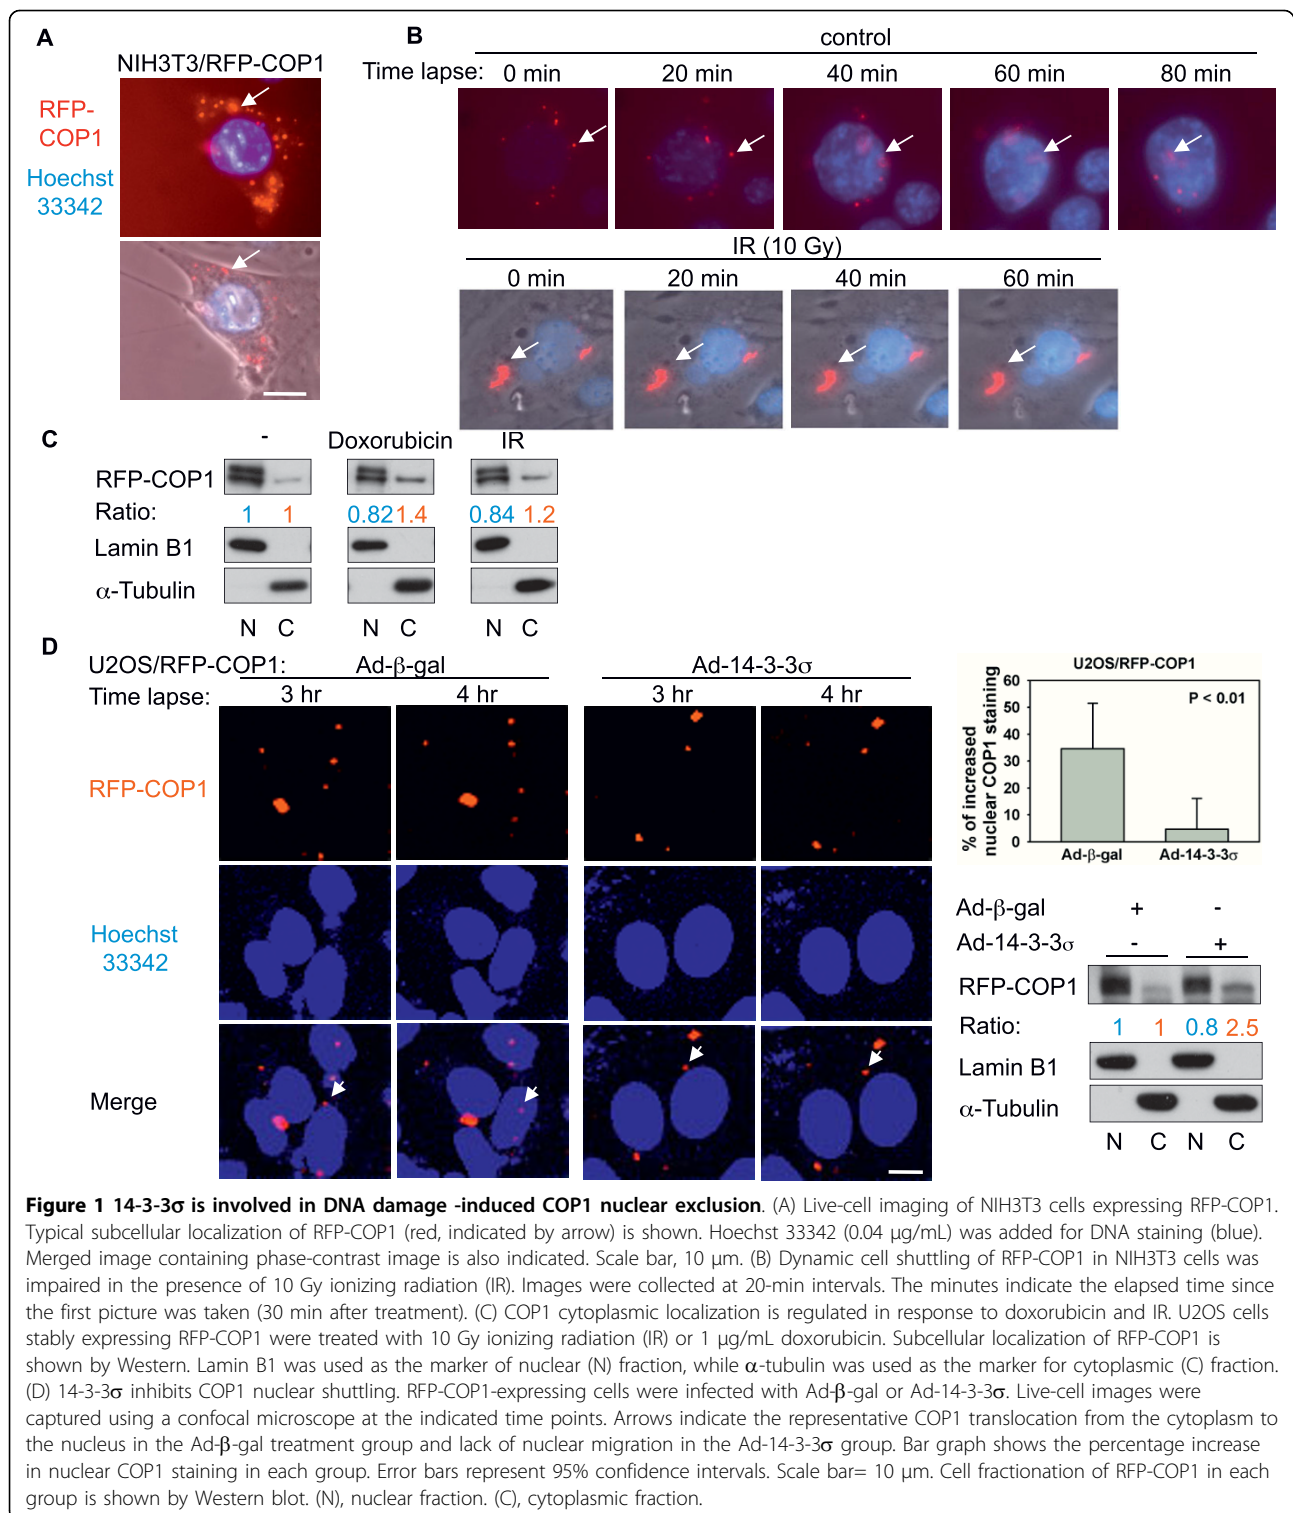 A
NIH3T3/RFP-COP1
RFP-
COP1
Hoechst
33342
B
control
Time lapse: 0 min 20 min 40 min 60 min 80 min
IR (10 Gy)
0 min 20 min 40 min 60 min
C
- Doxorubicin IR
RFP-COP1
Ratio: 1 1 0.82 1.4 0.84 1.2
Lamin B1
α-Tubulin
N C N C N C
D
U2OS/RFP-COP1: Ad-β-gal Ad-14-3-3σ
Time lapse: 3 hr 4 hr 3 hr 4 hr
RFP-COP1
Hoechst
33342
Merge
U2OS/RFP-COP1
P < 0.01
% of increased
nuclear COP1 staining
60
50
40
30
20
10
0
Ad-β-gal Ad-14-3-3σ
Ad-β-gal + -
Ad-14-3-3σ - +
RFP-COP1
Ratio: 1 1 0.8 2.5
Lamin B1
α-Tubulin
N C N C
Figure 1 14-3-3σ is involved in DNA damage -induced COP1 nuclear exclusion. (A) Live-cell imaging of NIH3T3 cells expressing RFP-COP1.
Typical subcellular localization of RFP-COP1 (red, indicated by arrow) is shown. Hoechst 33342 (0.04 μg/mL) was added for DNA staining (blue).
Merged image containing phase-contrast image is also indicated. Scale bar, 10 μm. (B) Dynamic cell shuttling of RFP-COP1 in NIH3T3 cells was
impaired in the presence of 10 Gy ionizing radiation (IR). Images were collected at 20-min intervals. The minutes indicate the elapsed time since
the first picture was taken (30 min after treatment). (C) COP1 cytoplasmic localization is regulated in response to doxorubicin and IR. U2OS cells
stably expressing RFP-COP1 were treated with 10 Gy ionizing radiation (IR) or 1 μg/mL doxorubicin. Subcellular localization of RFP-COP1 is
shown by Western. Lamin B1 was used as the marker of nuclear (N) fraction, while α-tubulin was used as the marker for cytoplasmic (C) fraction.
(D) 14-3-3σ inhibits COP1 nuclear shuttling. RFP-COP1-expressing cells were infected with Ad-β-gal or Ad-14-3-3σ. Live-cell images were
captured using a confocal microscope at the indicated time points. Arrows indicate the representative COP1 translocation from the cytoplasm to
the nucleus in the Ad-β-gal treatment group and lack of nuclear migration in the Ad-14-3-3σ group. Bar graph shows the percentage increase
in nuclear COP1 staining in each group. Error bars represent 95% confidence intervals. Scale bar= 10 μm. Cell fractionation of RFP-COP1 in each
group is shown by Western blot. (N), nuclear fraction. (C), cytoplasmic fraction.